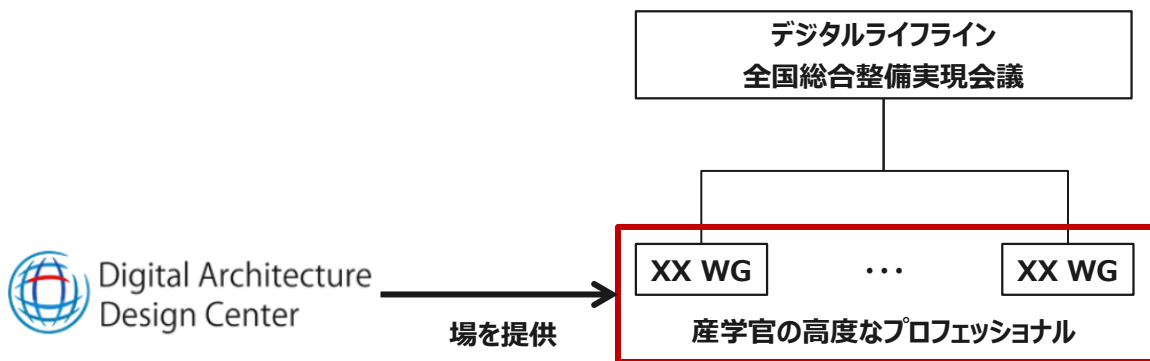 デジタルライフライン
全国総合整備実現会議
XX WG
・・・
XX WG
Digital Architecture
Design Center
場を提供
産学官の高度なプロフェッショナル